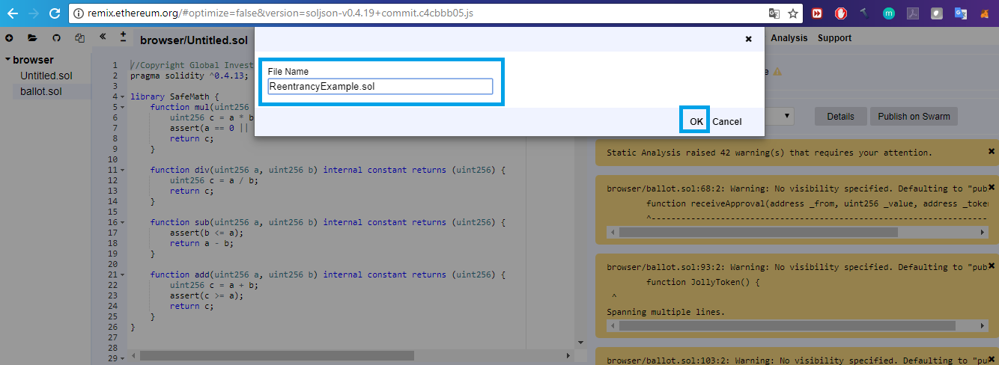 remix.ethereum.org/#optimize=false&version=soljson-v0.4.19+commit.c4cbbb05.js
browser/Untitled.sol
Analysis Support
browser
Untitled.sol
ballot.sol
File Name
ReentrancyExample.sol
OK Cancel
Details Publish on Swarm
1 //Copyright Global Invest
2 pragma solidity ^0.4.13;
3
4 library SafeMath {
5 function mul(uint256
6 uint256 c = a * b
7 assert(a == 0 ||
8 return c;
9 }
10
11 function div(uint256 a, uint256 b) internal constant returns (uint256) {
12 uint256 c = a / b;
13 return c;
14 }
15
16 function sub(uint256 a, uint256 b) internal constant returns (uint256) {
17 assert(b <= a);
18 return a - b;
19 }
20
21 function add(uint256 a, uint256 b) internal constant returns (uint256) {
22 uint256 c = a + b;
23 assert(c >= a);
24 return c;
25 }
26 }
27
28
29
Static Analysis raised 42 warning(s) that requires your attention.
browser/ballot.sol:68:2: Warning: No visibility specified. Defaulting to "pub
function receiveApproval(address _from, uint256 _value, address _token
^-----------------------------------------------------------------
browser/ballot.sol:93:2: Warning: No visibility specified. Defaulting to "pub
function JollyToken() {
^
Spanning multiple lines.
browser/ballot.sol:103:2: Warning: No visibility specified. Defaulting to "pu